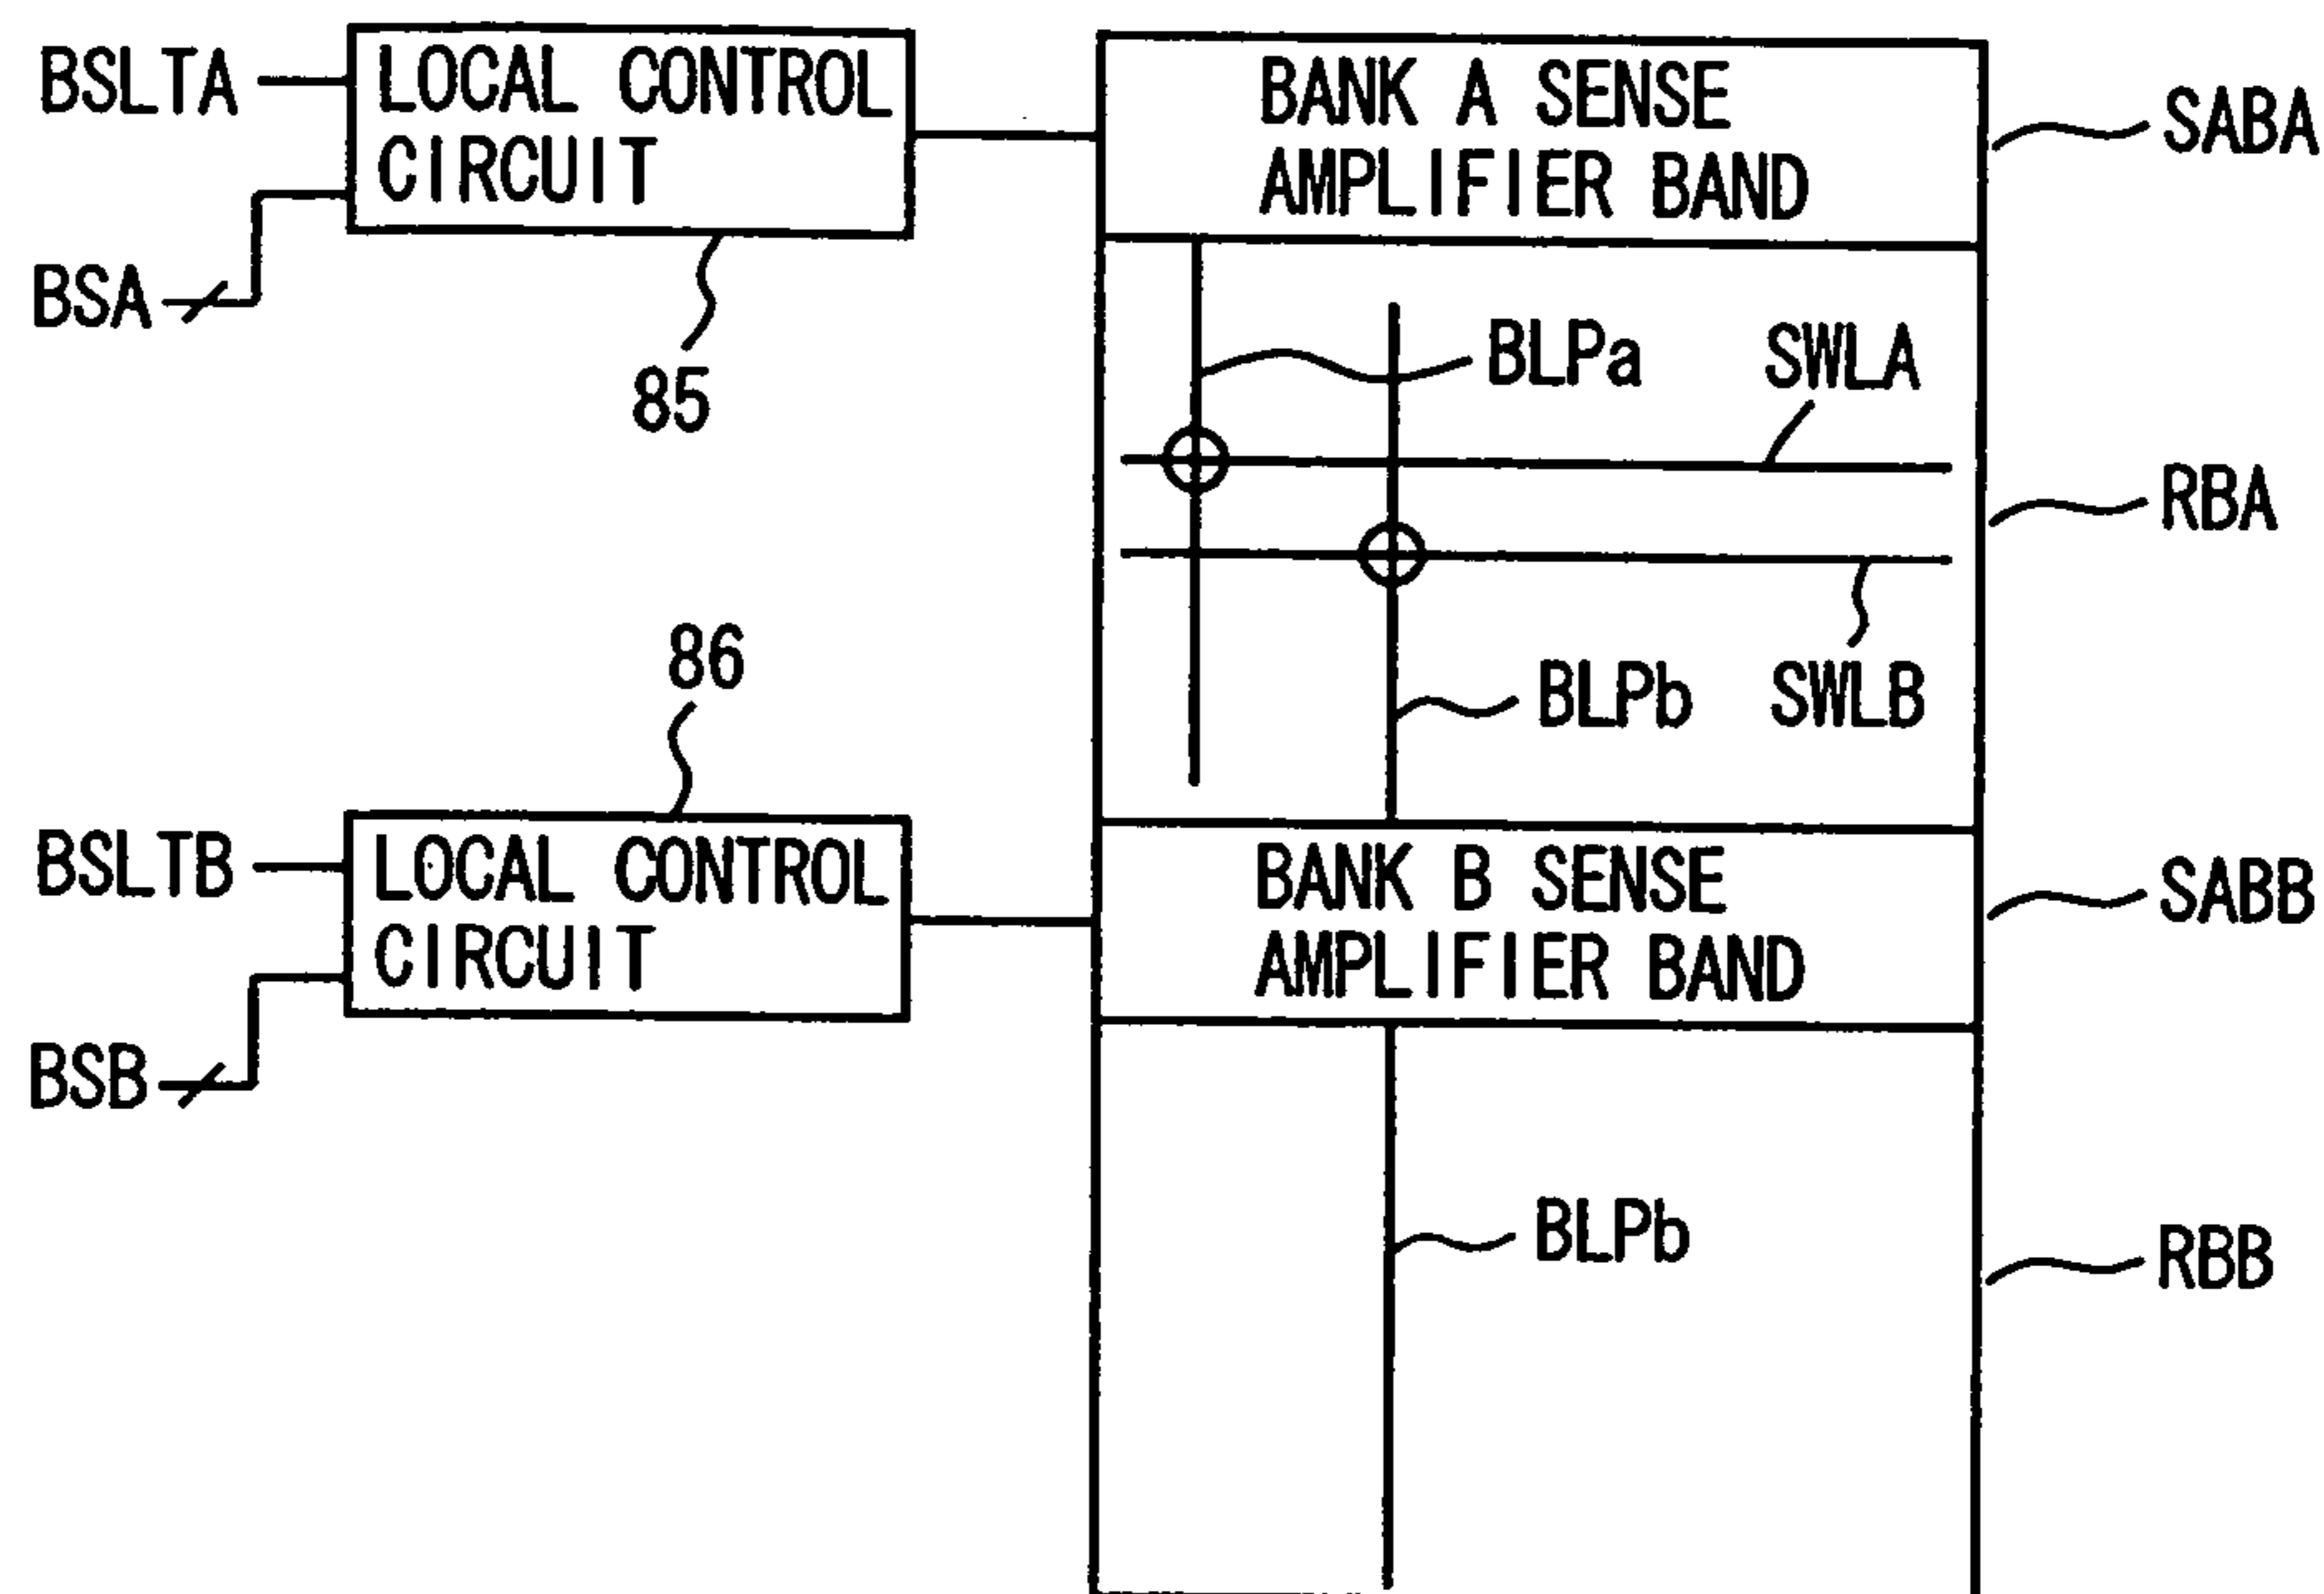 BSLTA
LOCAL CONTROL
CIRCUIT
BSA
85
BANK A SENSE
AMPLIFIER BAND
SABA
BLPa
SWLA
RBA
86
BLPb
SWLB
BSLTB
LOCAL CONTROL
CIRCUIT
BSB
BANK B SENSE
AMPLIFIER BAND
SABB
BLPb
RBB